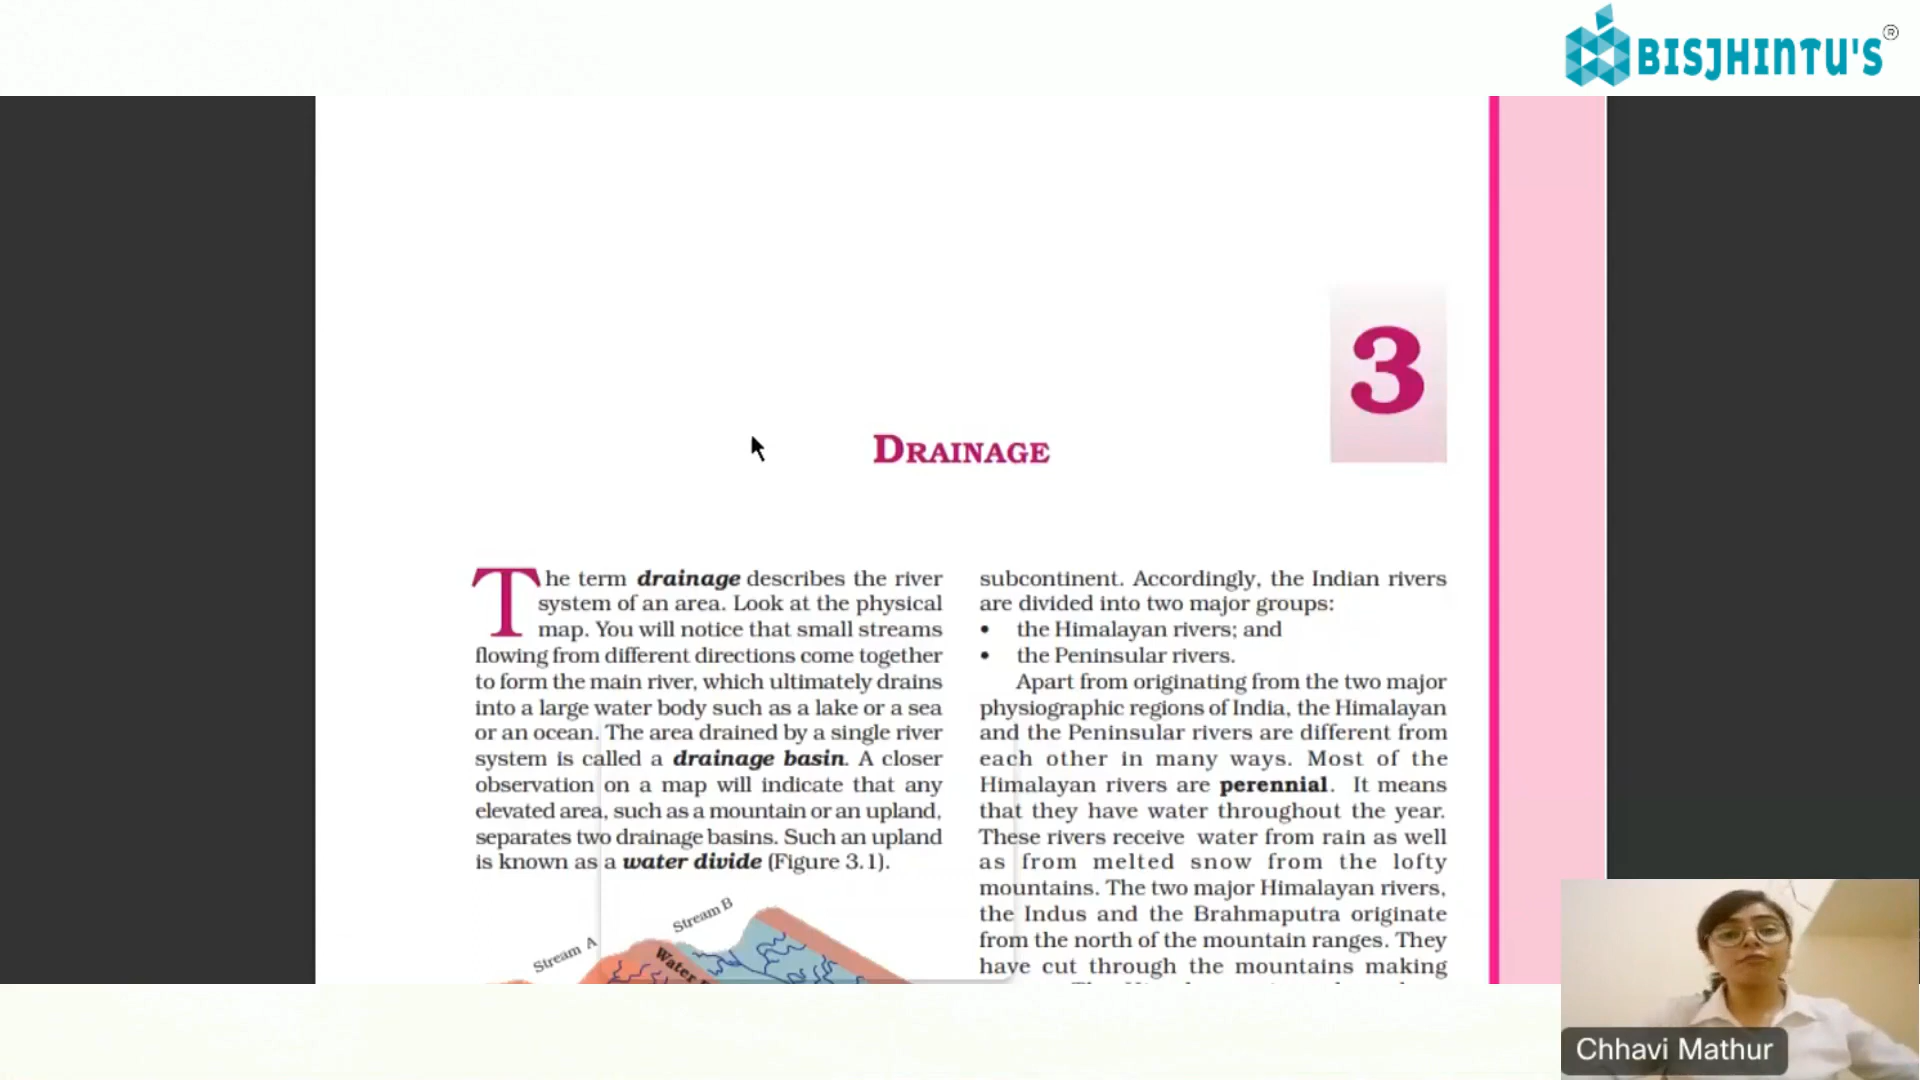 BISJHINTU'S®
3
DRAINAGE
The term drainage describes the river
system of an area. Look at the physical
map. You will notice that small streams
flowing from different directions come together
to form the main river, which ultimately drains
into a large water body such as a lake or a sea
or an ocean. The area drained by a single river
system is called a drainage basin. A closer
observation on a map will indicate that any
elevated area, such as a mountain or an upland,
separates two drainage basins. Such an upland
is known as a water divide (Figure 3.1).
Stream B
Stream A
Water
subcontinent. Accordingly, the Indian rivers
are divided into two major groups:
• the Himalayan rivers; and
• the Peninsular rivers.
Apart from originating from the two major
physiographic regions of India, the Himalayan
and the Peninsular rivers are different from
each other in many ways. Most of the
Himalayan rivers are perennial. It means
that they have water throughout the year.
These rivers receive water from rain as well
as from melted snow from the lofty
mountains. The two major Himalayan rivers,
the Indus and the Brahmaputra originate
from the north of the mountain ranges. They
have cut through the mountains making
Chhavi Mathur